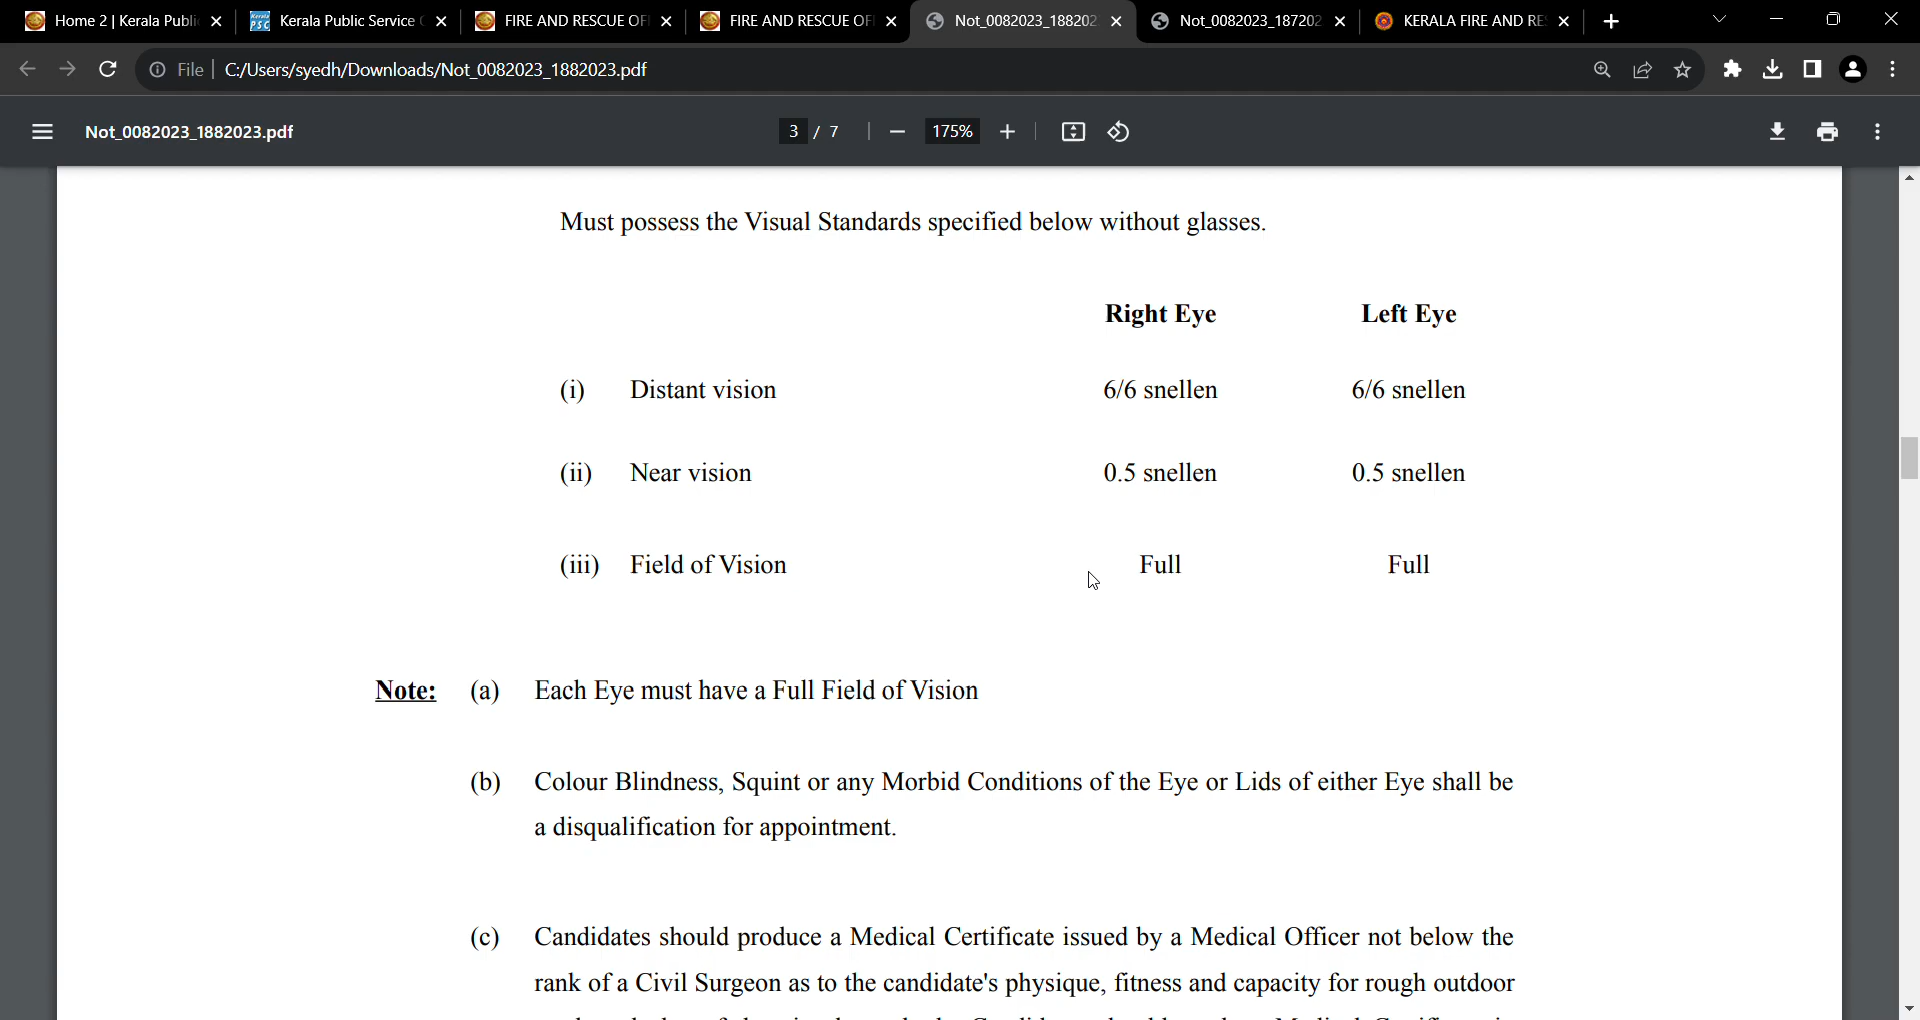 Home 2 | Kerala Publi
Kerala Public Service C
FIRE AND RESCUE OFI
FIRE AND RESCUE OFI
Not_0082023_188202
Not_0082023_187202
KERALA FIRE AND RES
File
C:/Users/syedh/Downloads/Not_0082023_1882023.pdf
Not_0082023_1882023.pdf
3 / 7
175%
Must possess the Visual Standards specified below without glasses.
Right Eye Left Eye
(i) Distant vision 6/6 snellen 6/6 snellen
(ii) Near vision 0.5 snellen 0.5 snellen
(iii) Field of Vision Full Full
Note: (a) Each Eye must have a Full Field of Vision
(b) Colour Blindness, Squint or any Morbid Conditions of the Eye or Lids of either Eye shall be
a disqualification for appointment.
(c) Candidates should produce a Medical Certificate issued by a Medical Officer not below the
rank of a Civil Surgeon as to the candidate's physique, fitness and capacity for rough outdoor